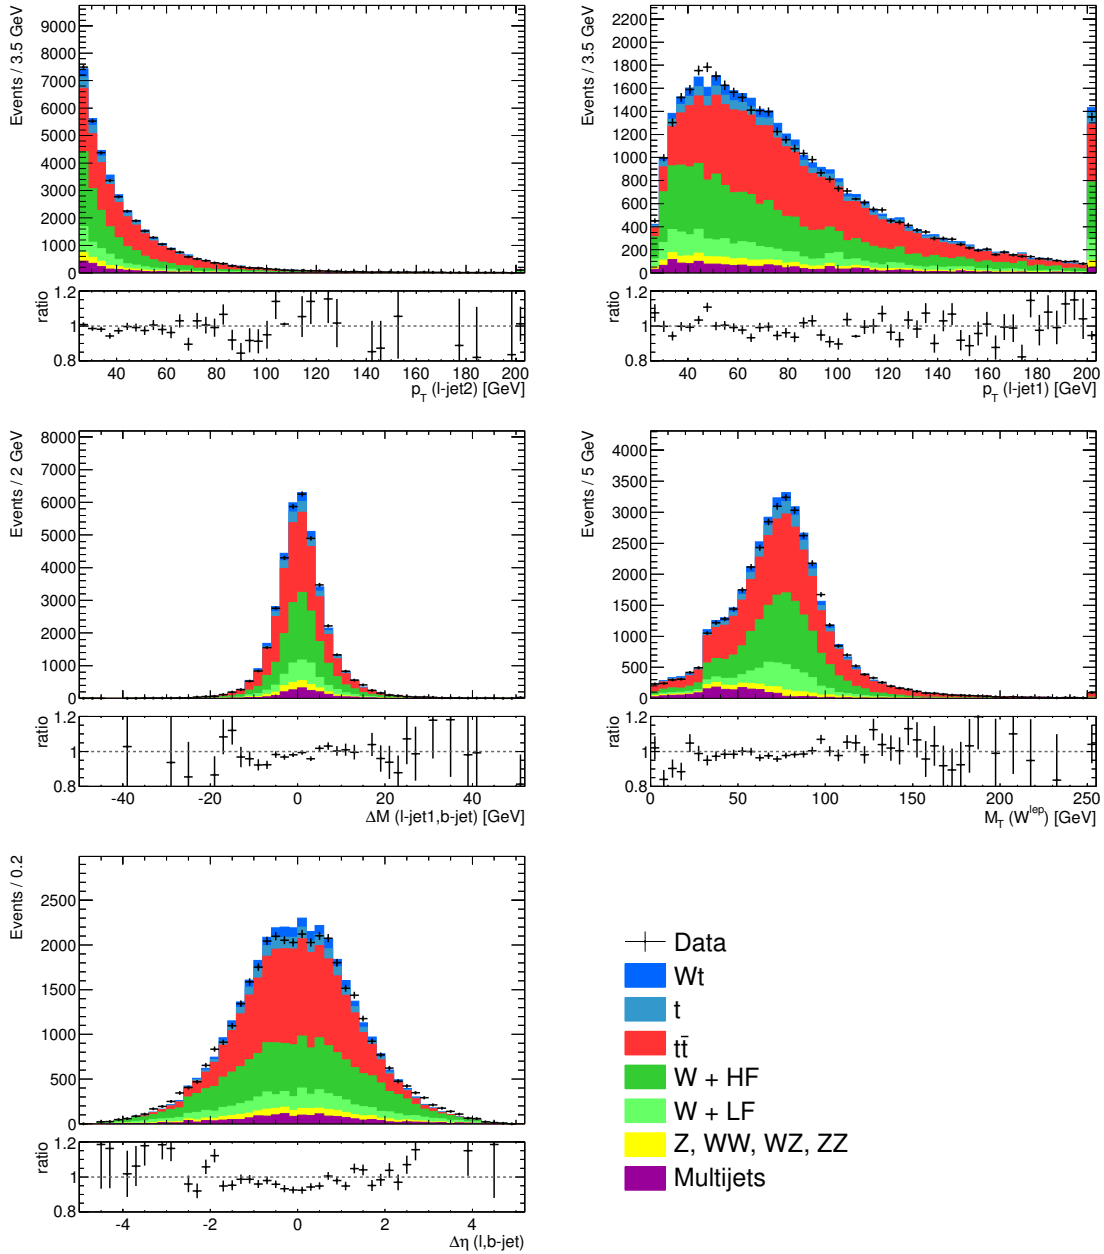 Events / 3.5 GeV
9000
8000
7000
6000
5000
4000
3000
2000
1000
0
ratio
1.2
1
0.8
40 60 80 100 120 140 160 180 200
p_T (l-jet2) [GeV]
Events / 3.5 GeV
2200
2000
1800
1600
1400
1200
1000
800
600
400
200
0
ratio
1.2
1
0.8
40 60 80 100 120 140 160 180 200
p_T (l-jet1) [GeV]
Events / 2 GeV
8000
7000
6000
5000
4000
3000
2000
1000
0
ratio
1.2
1
0.8
-40 -20 0 20 40
ΔM (l-jet1,b-jet) [GeV]
Events / 5 GeV
4000
3500
3000
2500
2000
1500
1000
500
0
ratio
1.2
1
0.8
0 50 100 150 200 250
M_T (W^lep) [GeV]
Events / 0.2
2500
2000
1500
1000
500
0
ratio
1.2
1
0.8
-4 -2 0 2 4
Δη (l,b-jet)
Data
Wt
t
tt̄
W + HF
W + LF
Z, WW, WZ, ZZ
Multijets